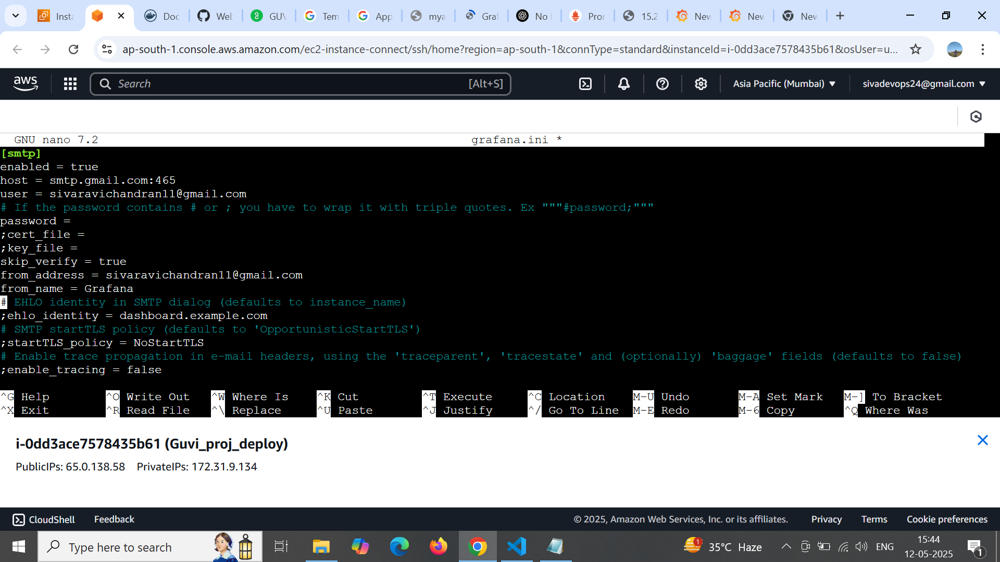 Insta
Doc
Web
GUV
Tem
App
mya
Graf
No
Pror
15.2
New
New
New
ap-south-1.console.aws.amazon.com/ec2-instance-connect/ssh/home?region=ap-south-1&connType=standard&instanceId=i-0dd3ace7578435b61&osUser=u...
aws
Search
[Alt+S]
Asia Pacific (Mumbai)
sivadevops24@gmail.com
GNU nano 7.2 grafana.ini *
[smtp]
enabled = true
host = smtp.gmail.com:465
user = sivaravichandran11@gmail.com
# If the password contains # or ; you have to wrap it with triple quotes. Ex """#password;"""
password =
;cert_file =
;key_file =
skip_verify = true
from_address = sivaravichandran11@gmail.com
from_name = Grafana
# EHLO identity in SMTP dialog (defaults to instance_name)
;ehlo_identity = dashboard.example.com
# SMTP startTLS policy (defaults to 'OpportunisticStartTLS')
;startTLS_policy = NoStartTLS
# Enable trace propagation in e-mail headers, using the 'traceparent', 'tracestate' and (optionally) 'baggage' fields (defaults to false)
;enable_tracing = false
^G Help ^O Write Out ^W Where Is ^K Cut ^T Execute ^C Location M-U Undo M-A Set Mark M-] To Bracket
^X Exit ^R Read File ^\ Replace ^U Paste ^J Justify ^/ Go To Line M-E Redo M-6 Copy ^Q Where Was
i-0dd3ace7578435b61 (Guvi_proj_deploy)
PublicIPs: 65.0.138.58 PrivateIPs: 172.31.9.134
CloudShell Feedback © 2025, Amazon Web Services, Inc. or its affiliates. Privacy Terms Cookie preferences
Type here to search
1
35°C Haze
ENG
15:44
12-05-2025
1